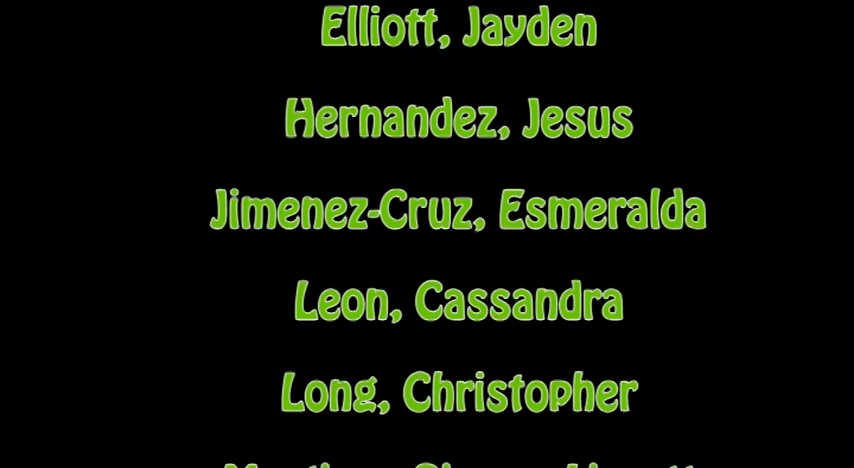 Elliott, Jayden
Hernandez, Jesus
Jimenez-Cruz, Esmeralda
Leon, Cassandra
Long, Christopher